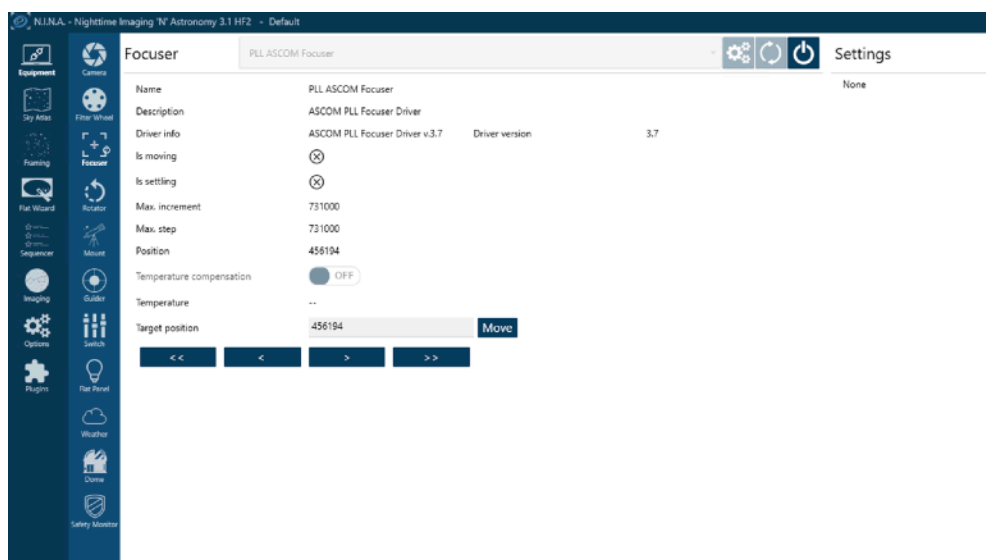 N.I.N.A. - Nighttime Imaging 'N' Astronomy 3.1 HF2 - Default
Equipment
Sky Atlas
Framing
Flat Wizard
Sequencer
Imaging
Options
Plugins
Camera
Filter Wheel
Focuser
Rotator
Mount
Guider
Switch
Flat Panel
Weather
Dome
Safety Monitor
Focuser
PLL ASCOM Focuser
Name PLL ASCOM Focuser
Description ASCOM PLL Focuser Driver
Driver info ASCOM PLL Focuser Driver v.3.7 Driver version 3.7
Is moving
Is settling
Max. increment 731000
Max. step 731000
Position 456194
Temperature compensation OFF
Temperature --
Target position 456194 Move
<< < > >>
Settings
None